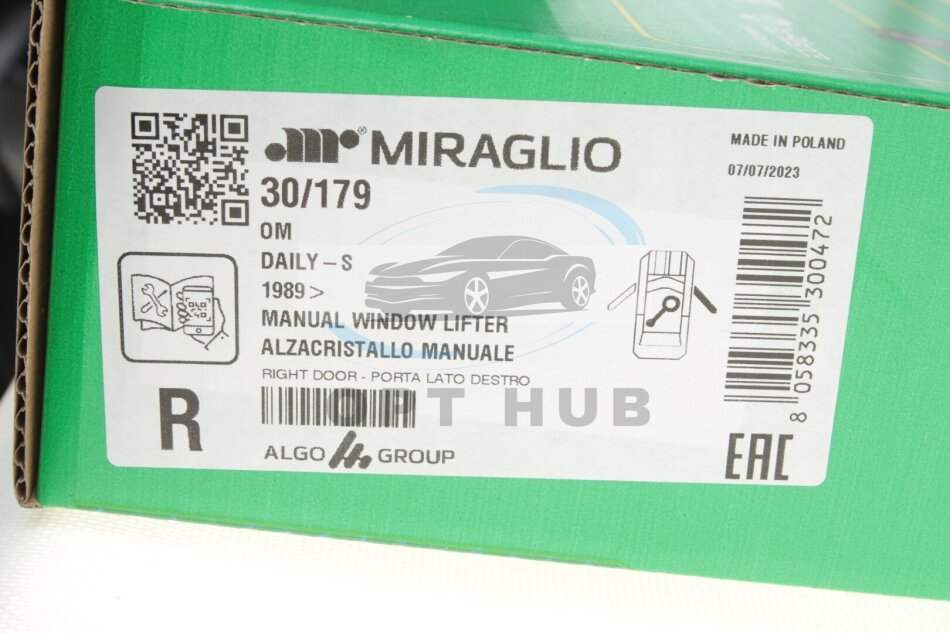 MIRAGLIO
MADE IN POLAND
07/07/2023
30/179
OM
DAILY – S
1989 >
MANUAL WINDOW LIFTER
ALZACRISTALLO MANUALE
RIGHT DOOR - PORTA LATO DESTRO
R
OPT HUB
ALGO GROUP
8 058335 300472
EAC